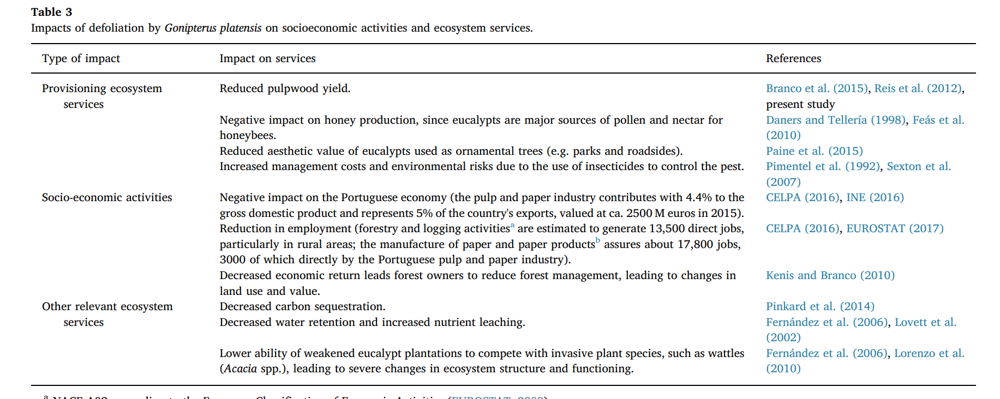 Table 3
Impacts of defoliation by Gonipterus platensis on socioeconomic activities and ecosystem services.
Type of impact Impact on services References
Provisioning ecosystem Reduced pulpwood yield. Branco et al. (2015), Reis et al. (2012),
services present study
Negative impact on honey production, since eucalypts are major sources of pollen and nectar for Daners and Tellería (1998), Feás et al.
honeybees. (2010)
Reduced aesthetic value of eucalypts used as ornamental trees (e.g. parks and roadsides). Paine et al. (2015)
Increased management costs and environmental risks due to the use of insecticides to control the pest. Pimentel et al. (1992), Sexton et al.
(2007)
Socio-economic activities Negative impact on the Portuguese economy (the pulp and paper industry contributes with 4.4% to the CELPA (2016), INE (2016)
gross domestic product and represents 5% of the country's exports, valued at ca. 2500 M euros in 2015).
Reduction in employment (forestry and logging activitiesa are estimated to generate 13,500 direct jobs, CELPA (2016), EUROSTAT (2017)
particularly in rural areas; the manufacture of paper and paper productsb assures about 17,800 jobs,
3000 of which directly by the Portuguese pulp and paper industry).
Decreased economic return leads forest owners to reduce forest management, leading to changes in Kenis and Branco (2010)
land use and value.
Other relevant ecosystem Decreased carbon sequestration. Pinkard et al. (2014)
services Decreased water retention and increased nutrient leaching. Fernández et al. (2006), Lovett et al.
(2002)
Lower ability of weakened eucalypt plantations to compete with invasive plant species, such as wattles Fernández et al. (2006), Lorenzo et al.
(Acacia spp.), leading to severe changes in ecosystem structure and functioning. (2010)